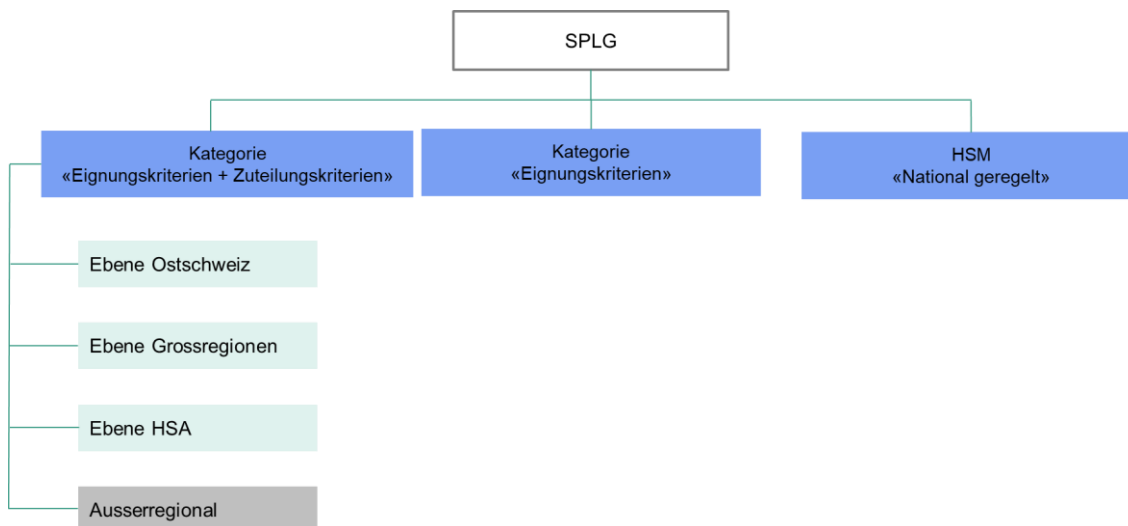 SPLG
Kategorie
«Eignungskriterien + Zuteilungskriterien»
Kategorie
«Eignungskriterien»
HSM
«National geregelt»
Ebene Ostschweiz
Ebene Grossregionen
Ebene HSA
Ausserregional